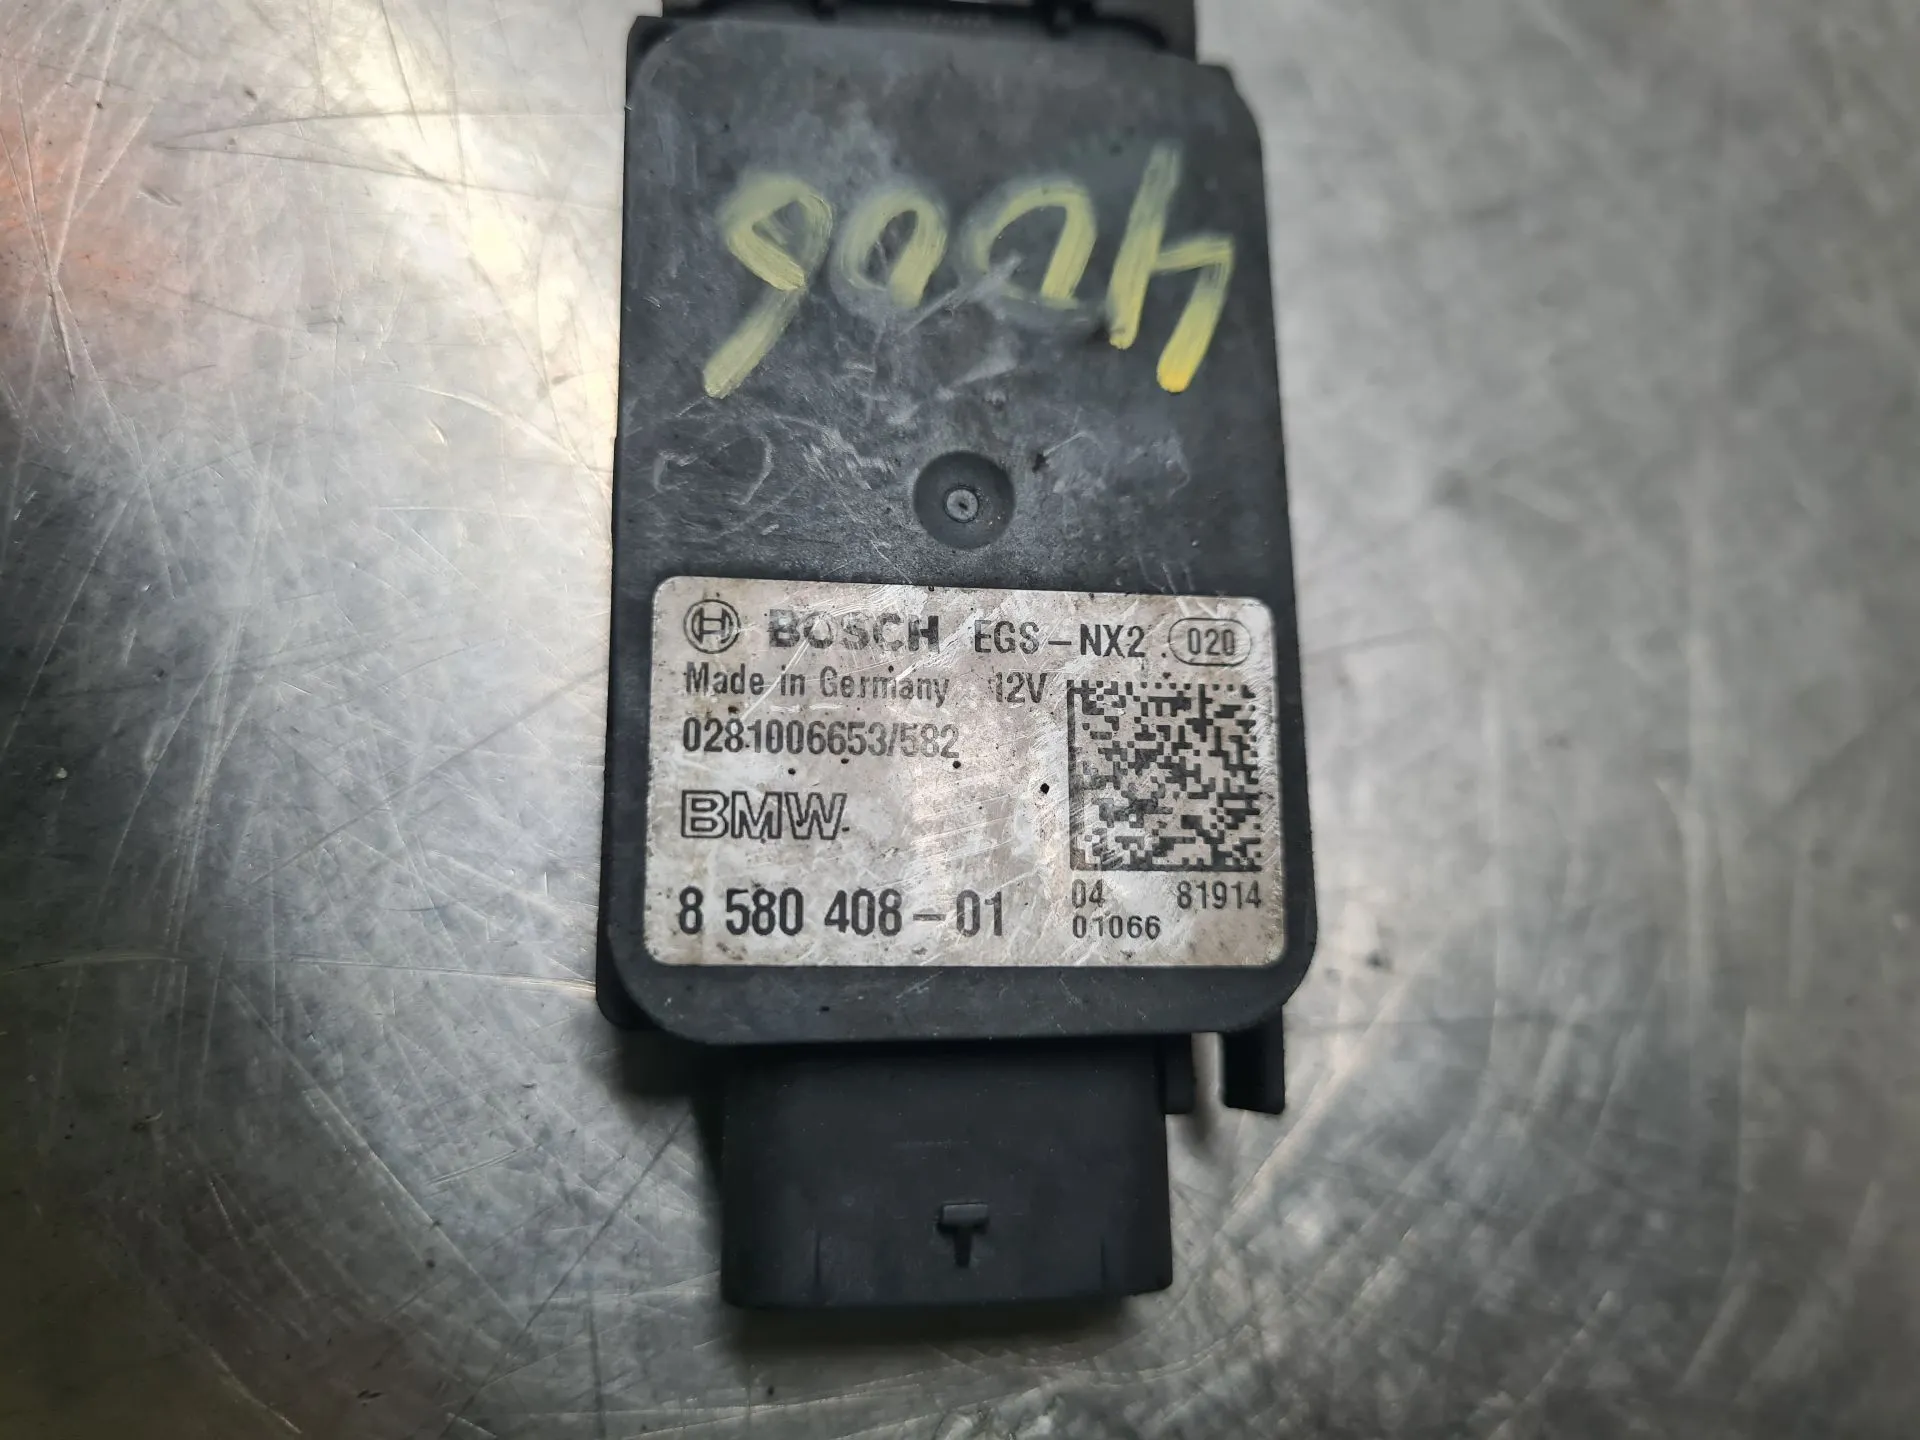 4006
BOSCH EGS-NX2 020
Made in Germany 12V
0281006653/582
BMW
8 580 408-01
04 81914
01066